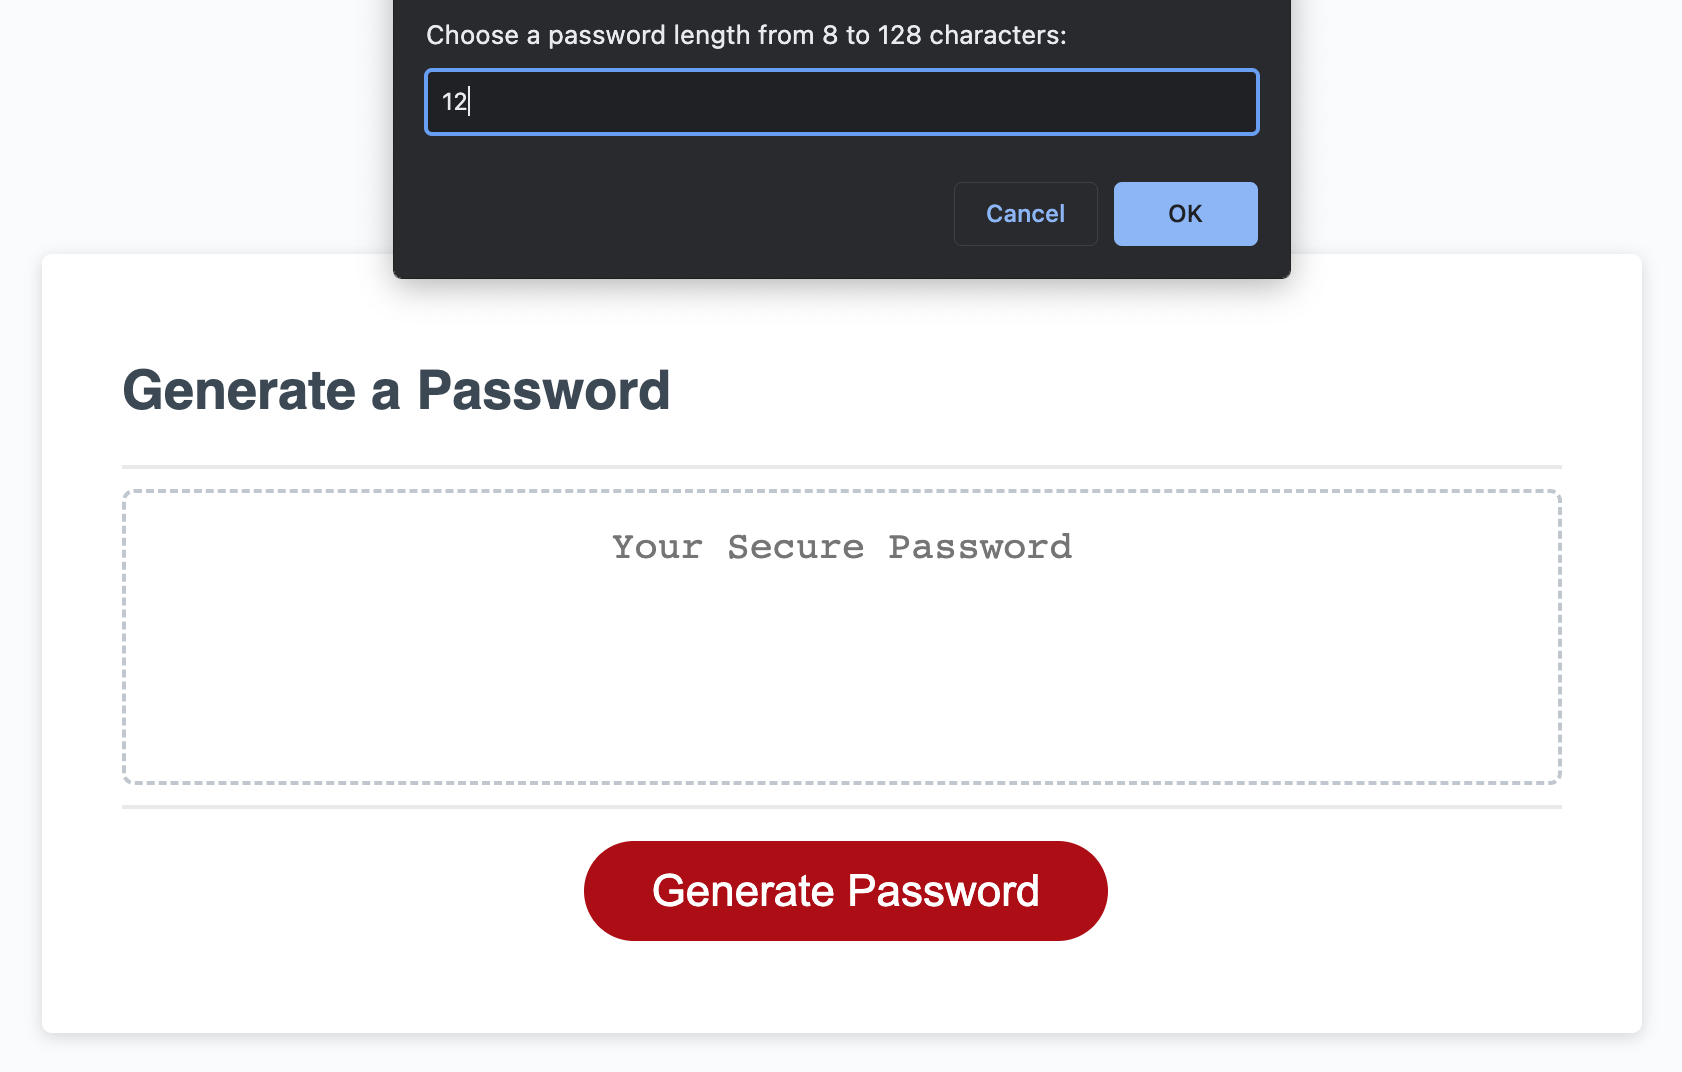 Choose a password length from 8 to 128 characters:
12
Cancel OK
Generate a Password
Your Secure Password
Generate Password